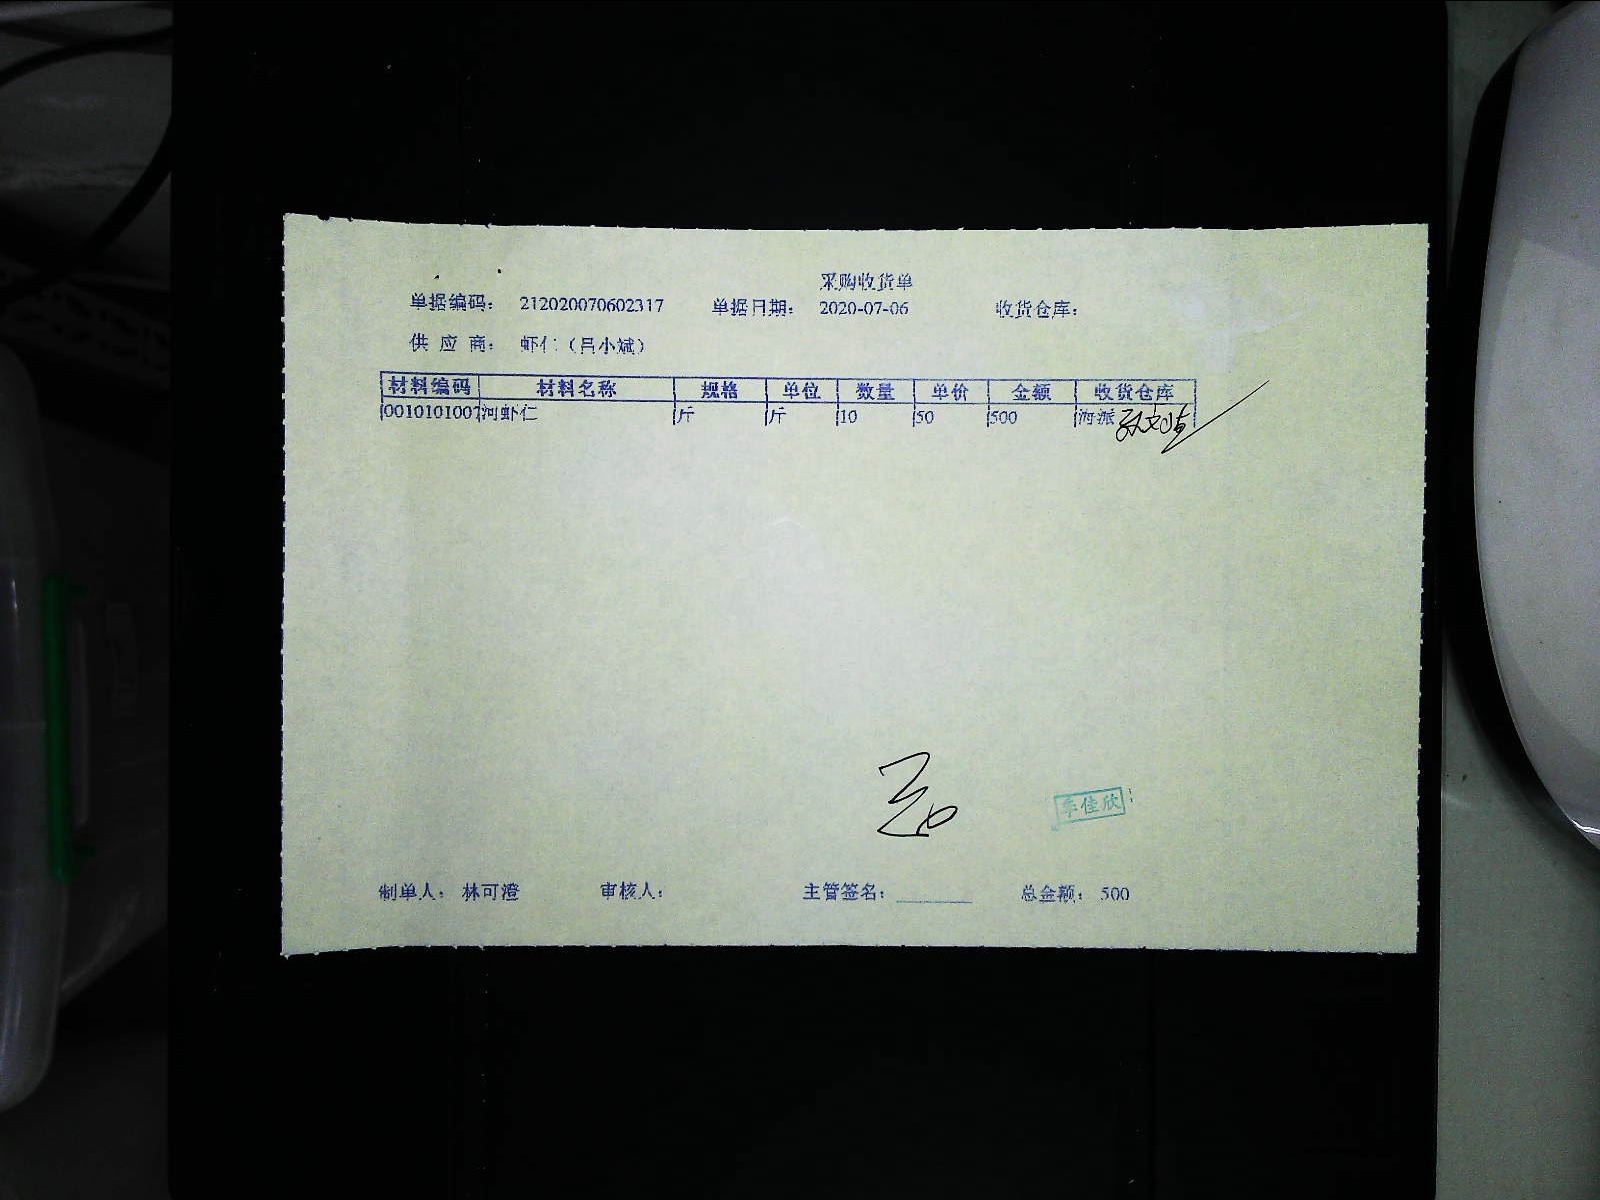 采购收货单
单据编码： 212020070602317 单据日期： 2020-07-06 收货仓库：
供应商： 虾仁（吕小斌）
材料编码 材料名称 规格 单位 数量 单价 金额 收货仓库
0010101007 河虾仁 斤 斤 10 50 500 海派
季佳欣
制单人： 林可澄 审核人： 主管签名： 总金额： 500